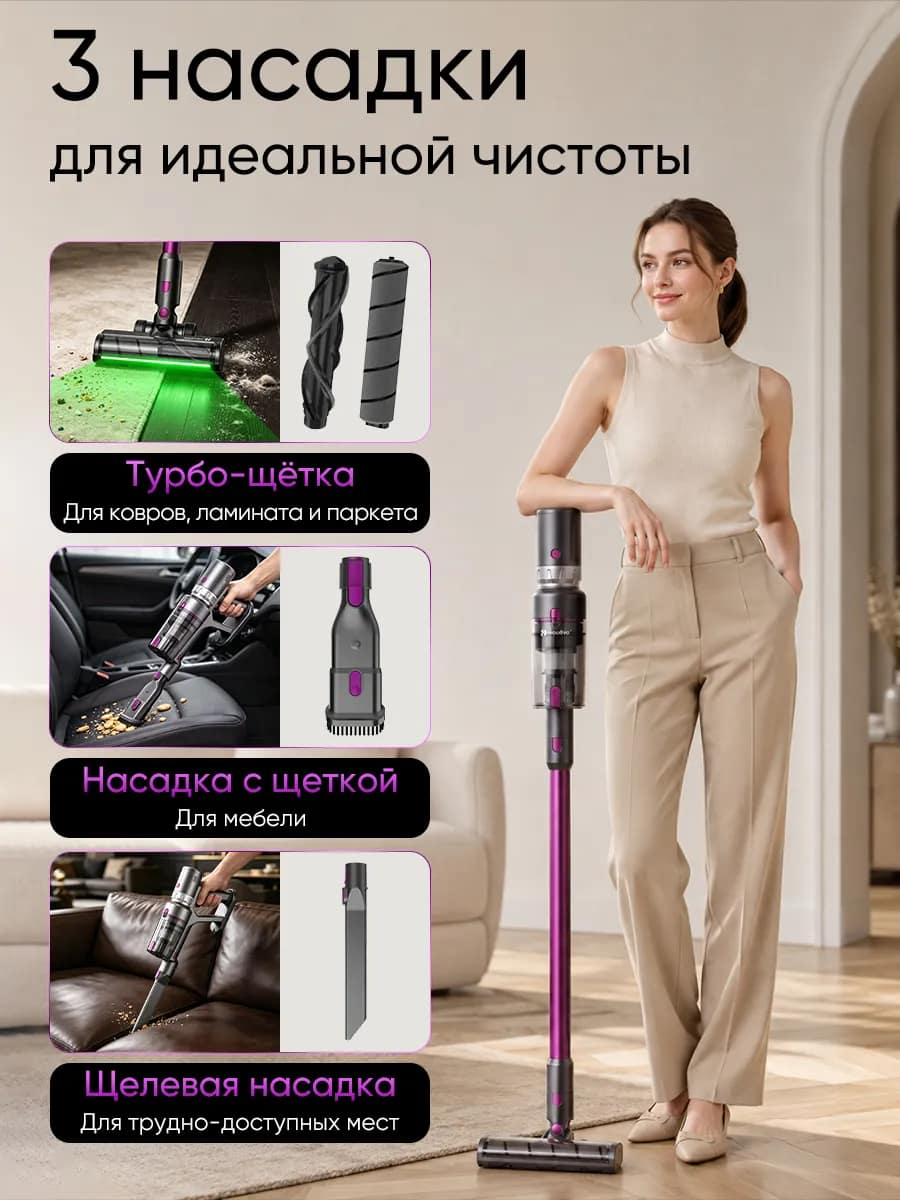 3 насадки
для идеальной чистоты
Турбо-щётка
Для ковров, ламината и паркета
Насадка с щеткой
Для мебели
Щелевая насадка
Для трудно-доступных мест